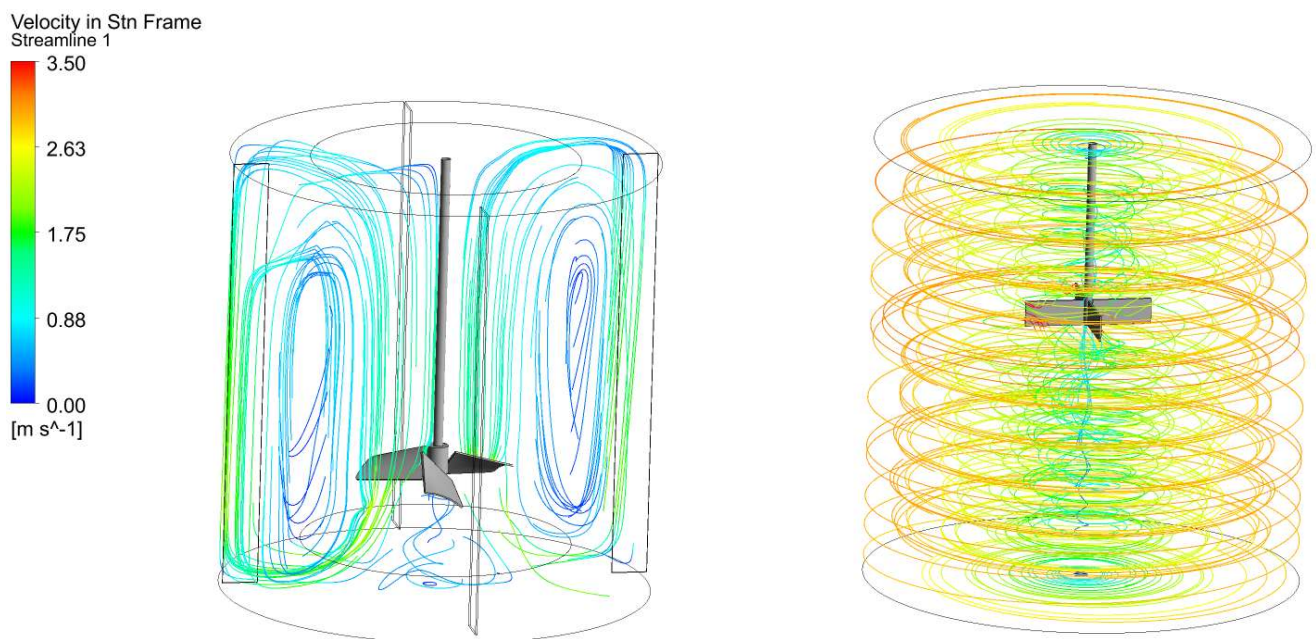 Velocity in Stn Frame
Streamline 1
3.50
2.63
1.75
0.88
0.00
[m s^-1]